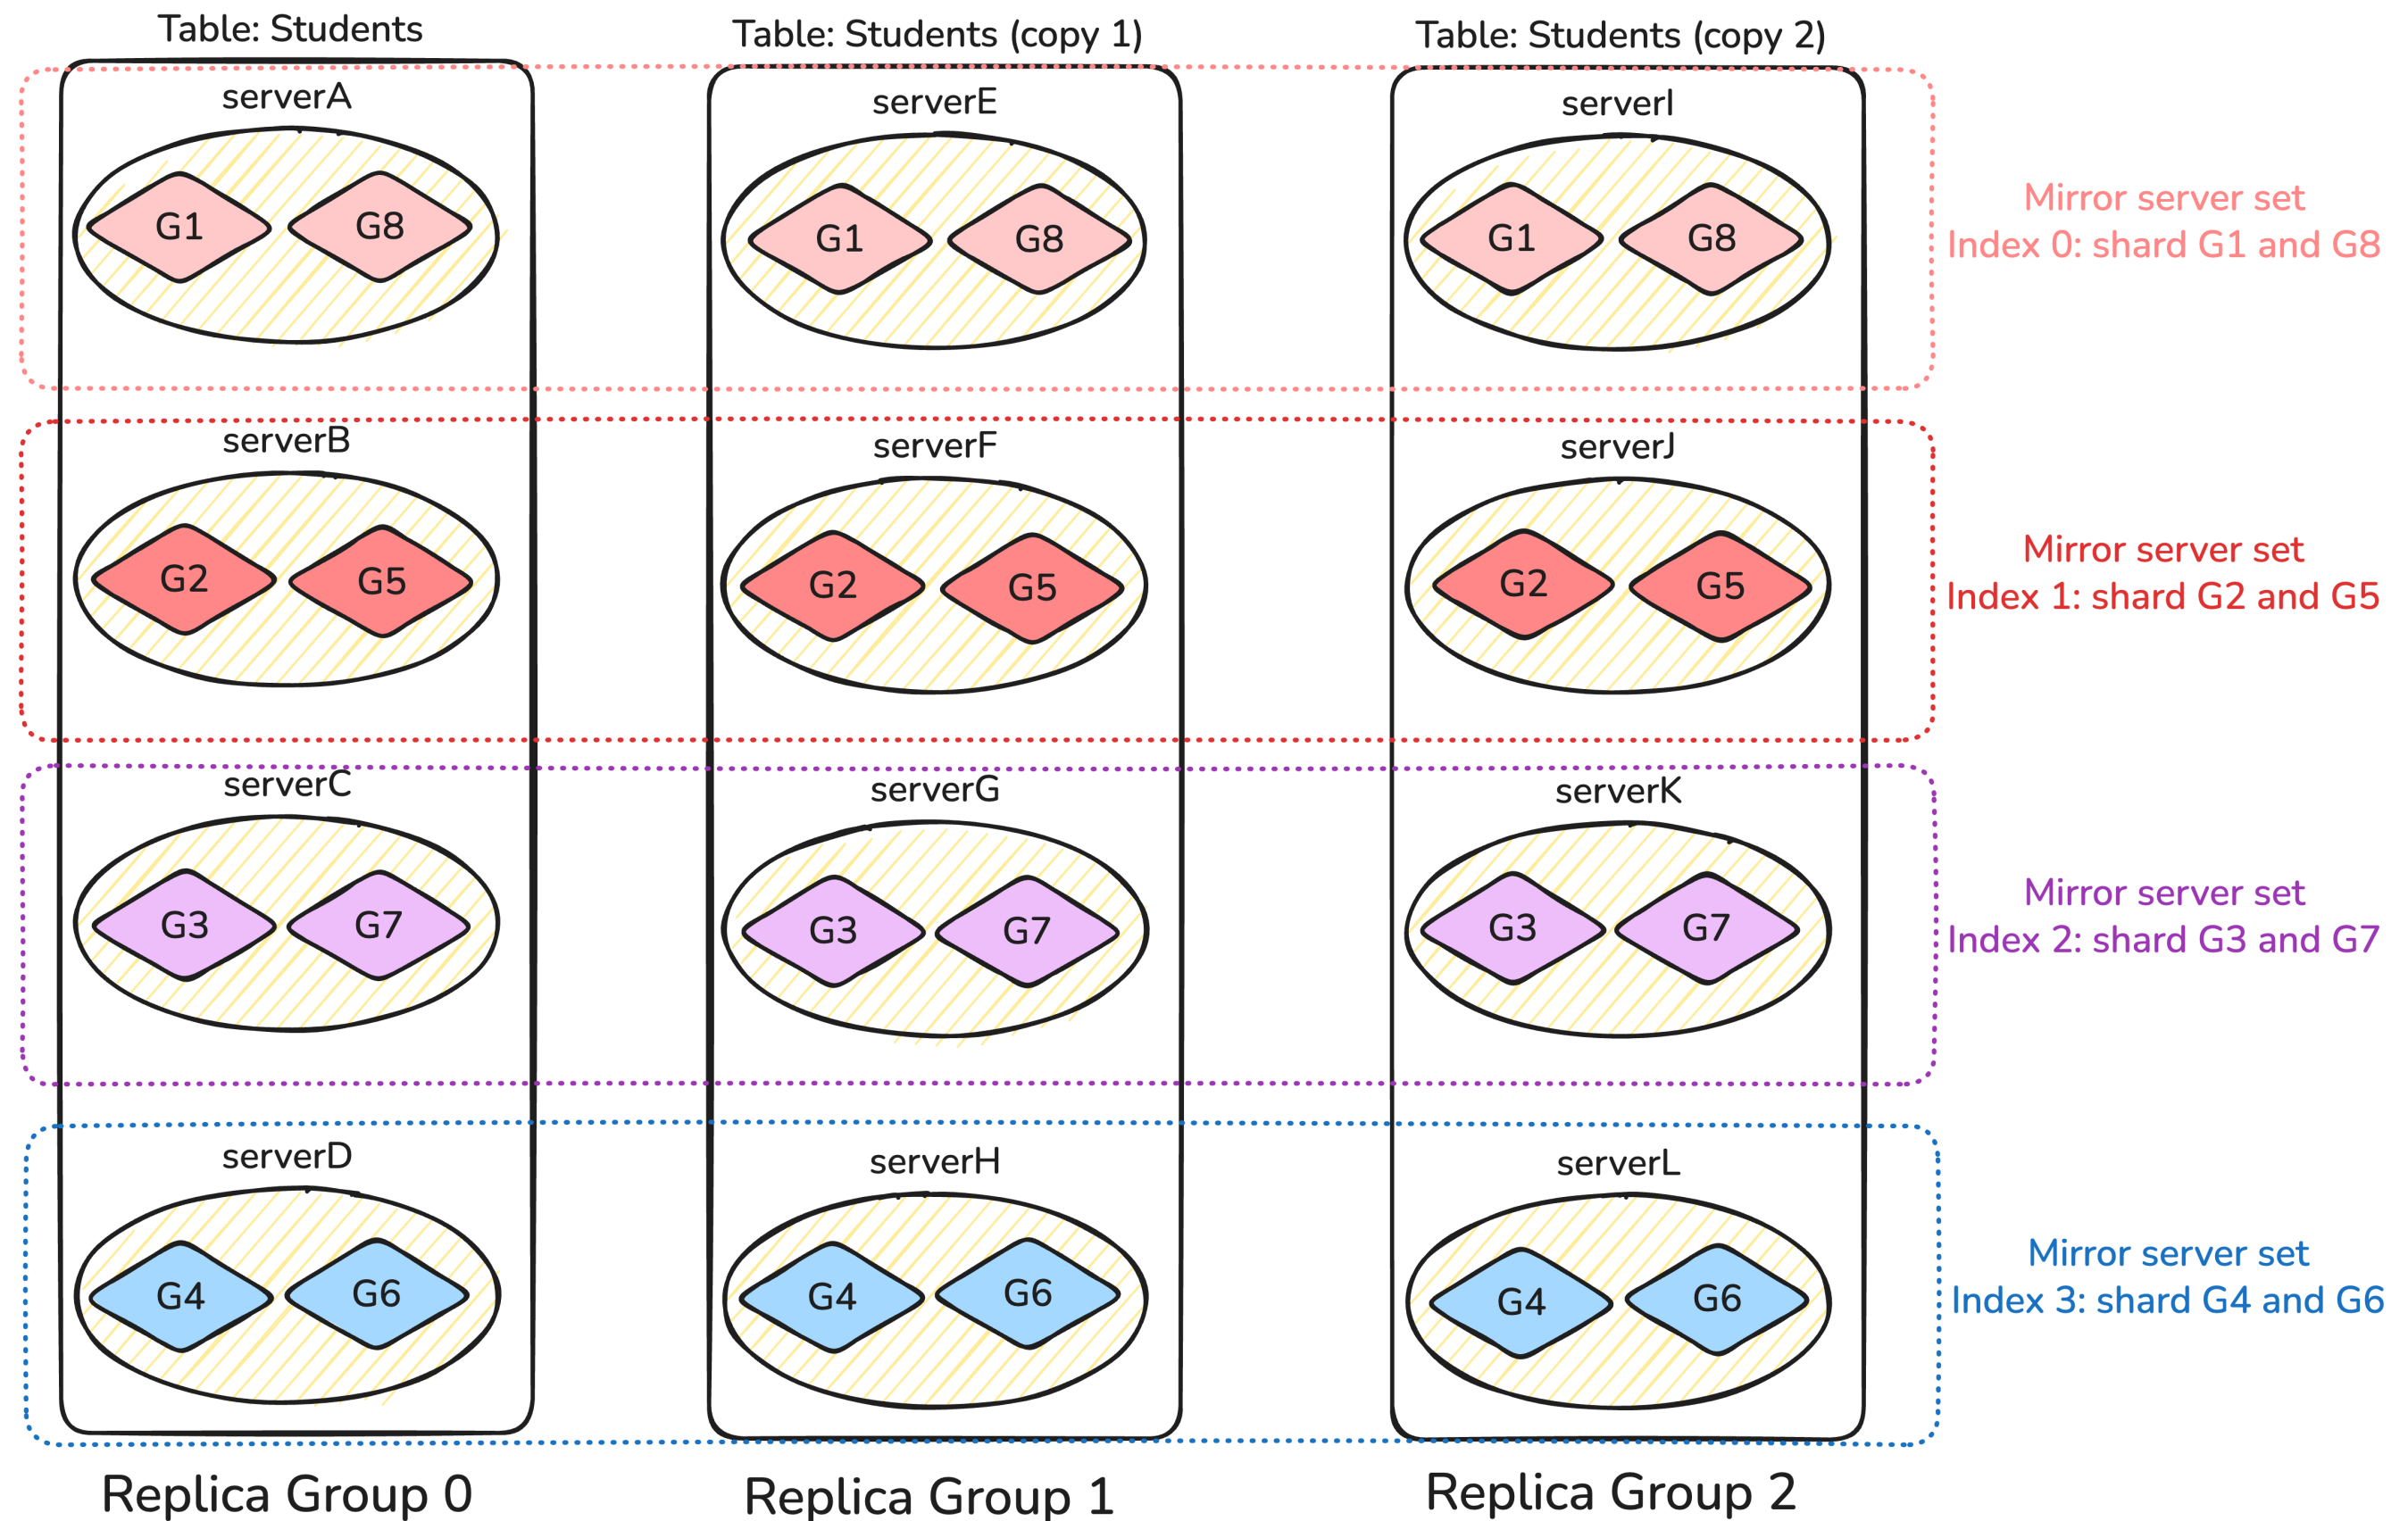 Table: Students
Table: Students (copy 1)
Table: Students (copy 2)
serverA
serverE
serverI
G1
G8
G1
G8
G1
G8
Mirror server set
Index 0: shard G1 and G8
serverB
serverF
serverJ
G2
G5
G2
G5
G2
G5
Mirror server set
Index 1: shard G2 and G5
serverC
serverG
serverK
G3
G7
G3
G7
G3
G7
Mirror server set
Index 2: shard G3 and G7
serverD
serverH
serverL
G4
G6
G4
G6
G4
G6
Mirror server set
Index 3: shard G4 and G6
Replica Group 0
Replica Group 1
Replica Group 2